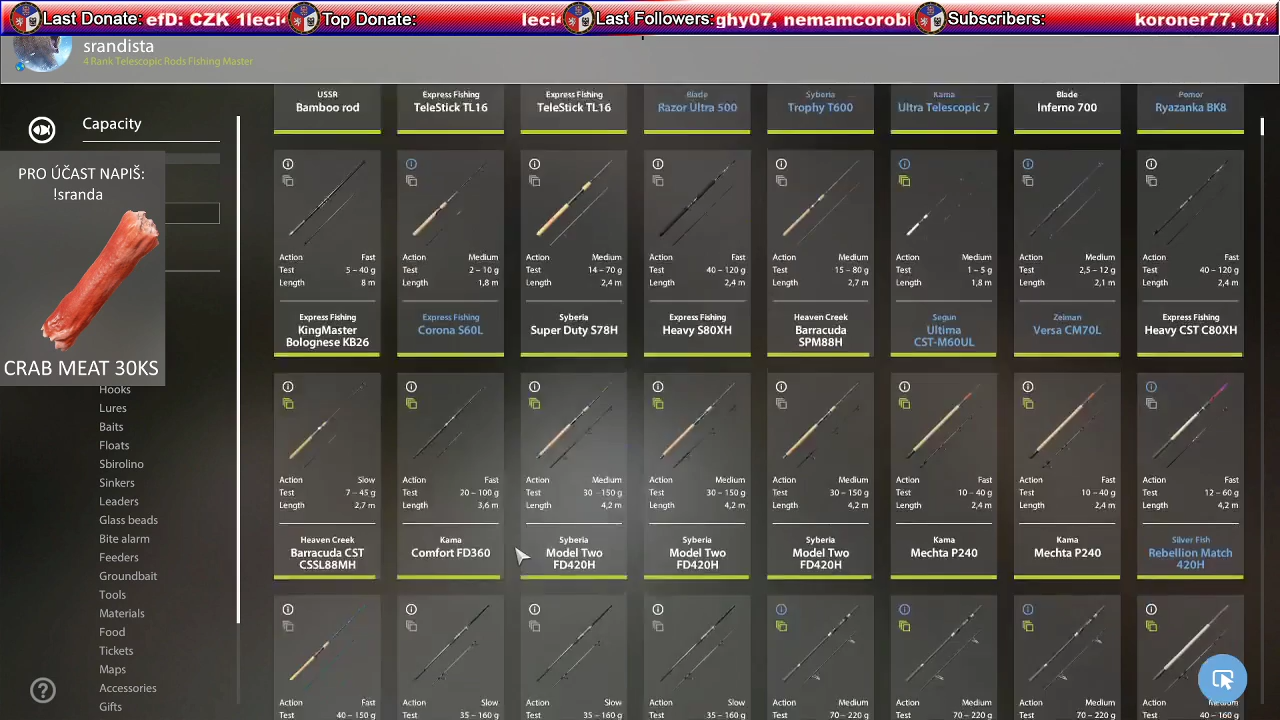 Last Donate: efD: CZK 1leci Top Donate: leci Last Followers: ghy07, nemamcorobi Subscribers: koroner77, 07
srandista
4 Rank Telescopic Rods Fishing Master
USSR Express Fishing Express Fishing Blade Syberia Kama Blade Pomor
Bamboo rod TeleStick TL16 TeleStick TL16 Razor Ultra 500 Trophy T600 Ultra Telescopic 7 Inferno 700 Ryazanka BK8
Capacity
PRO ÚČAST NAPIŠ:
!sranda
CRAB MEAT 30KS
Action Fast Action Medium Action Medium Action Fast Action Medium Action Medium Action Medium Action Fast
Test 5 – 40 g Test 2 – 10 g Test 14 – 70 g Test 40 – 120 g Test 15 – 80 g Test 1 – 5 g Test 2,5 – 12 g Test 40 – 120 g
Length 8 m Length 1,8 m Length 2,4 m Length 2,4 m Length 2,7 m Length 1,8 m Length 2,1 m Length 2,4 m
Express Fishing Express Fishing Syberia Express Fishing Heaven Creek Segun Zeiman Express Fishing
KingMaster Corona S60L Super Duty S78H Heavy S80XH Barracuda Ultima Versa CM70L Heavy CST C80XH
Bolognese KB26 SPM88H CST-M60UL
Hooks
Lures
Baits
Floats
Sbirolino
Sinkers
Leaders
Glass beads
Bite alarm
Feeders
Groundbait
Tools
Materials
Food
Tickets
Maps
Accessories
Gifts
Action Slow Action Fast Action Medium Action Medium Action Medium Action Fast Action Fast Action Medium
Test 7 – 45 g Test 20 – 100 g Test 30 – 150 g Test 30 – 150 g Test 30 – 150 g Test 10 – 40 g Test 10 – 40 g Test 12 – 60 g
Length 2,7 m Length 3,6 m Length 4,2 m Length 4,2 m Length 4,2 m Length 2,4 m Length 2,4 m Length 4,2 m
Heaven Creek Kama Syberia Syberia Syberia Kama Kama Silver Fish
Barracuda CST Comfort FD360 Model Two Model Two Model Two Mechta P240 Mechta P240 Rebellion Match
CSSL88MH FD420H FD420H FD420H 420H
Action Fast Action Slow Action Slow Action Slow Action Medium Action Medium Action Medium Action Medium
Test 40 – 150 g Test 35 – 160 g Test 35 – 160 g Test 35 – 160 g Test 70 – 220 g Test 70 – 220 g Test 70 – 220 g Test 40 – 160 g
?